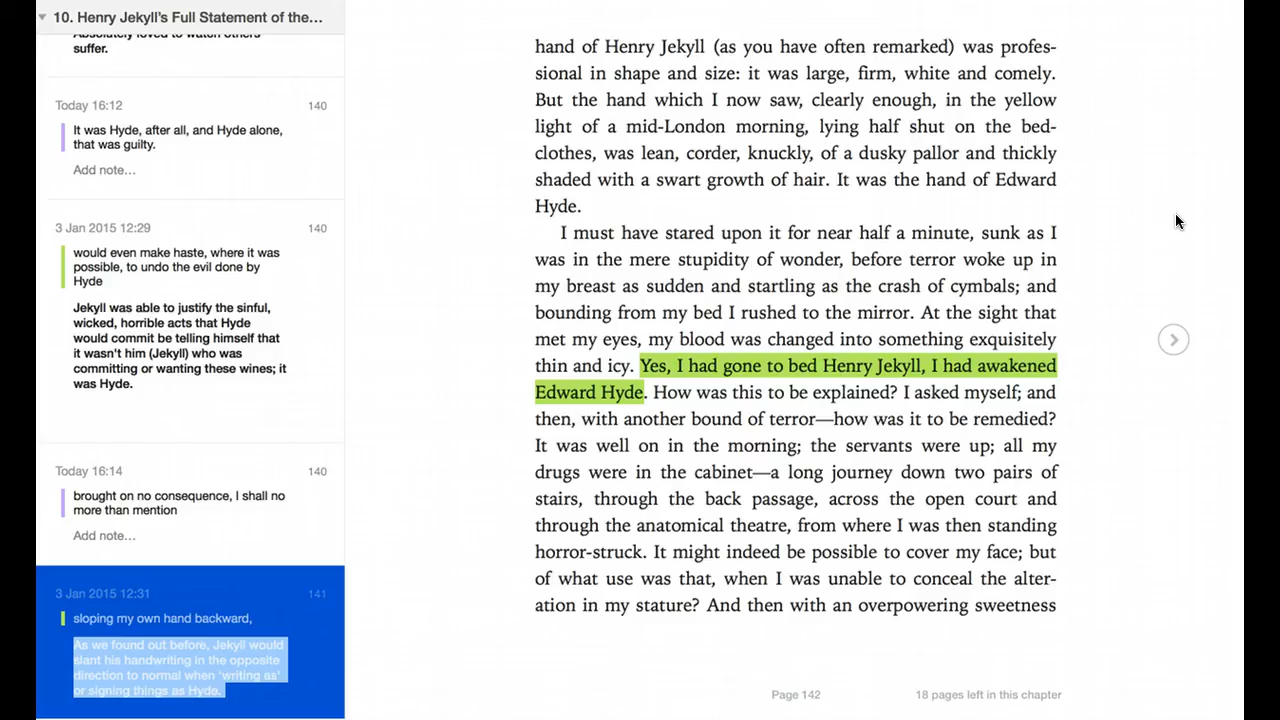 10. Henry Jekyll's Full Statement of the…
Absolutely loved to watch others
suffer.
Today 16:12 140
It was Hyde, after all, and Hyde alone,
that was guilty.
Add note…
3 Jan 2015 12:29 140
would even make haste, where it was
possible, to undo the evil done by
Hyde
Jekyll was able to justify the sinful,
wicked, horrible acts that Hyde
would commit be telling himself that
it wasn't him (Jekyll) who was
committing or wanting these wines; it
was Hyde.
Today 16:14 140
brought on no consequence, I shall no
more than mention
Add note…
3 Jan 2015 12:31 141
sloping my own hand backward,
As we found out before, Jekyll would
slant his handwriting in the opposite
direction to normal when 'writing as'
or signing things as Hyde.
hand of Henry Jekyll (as you have often remarked) was profes-
sional in shape and size: it was large, firm, white and comely.
But the hand which I now saw, clearly enough, in the yellow
light of a mid-London morning, lying half shut on the bed-
clothes, was lean, corder, knuckly, of a dusky pallor and thickly
shaded with a swart growth of hair. It was the hand of Edward
Hyde.
I must have stared upon it for near half a minute, sunk as I
was in the mere stupidity of wonder, before terror woke up in
my breast as sudden and startling as the crash of cymbals; and
bounding from my bed I rushed to the mirror. At the sight that
met my eyes, my blood was changed into something exquisitely
thin and icy. Yes, I had gone to bed Henry Jekyll, I had awakened
Edward Hyde. How was this to be explained? I asked myself; and
then, with another bound of terror—how was it to be remedied?
It was well on in the morning; the servants were up; all my
drugs were in the cabinet—a long journey down two pairs of
stairs, through the back passage, across the open court and
through the anatomical theatre, from where I was then standing
horror-struck. It might indeed be possible to cover my face; but
of what use was that, when I was unable to conceal the alter-
ation in my stature? And then with an overpowering sweetness
Page 142 18 pages left in this chapter